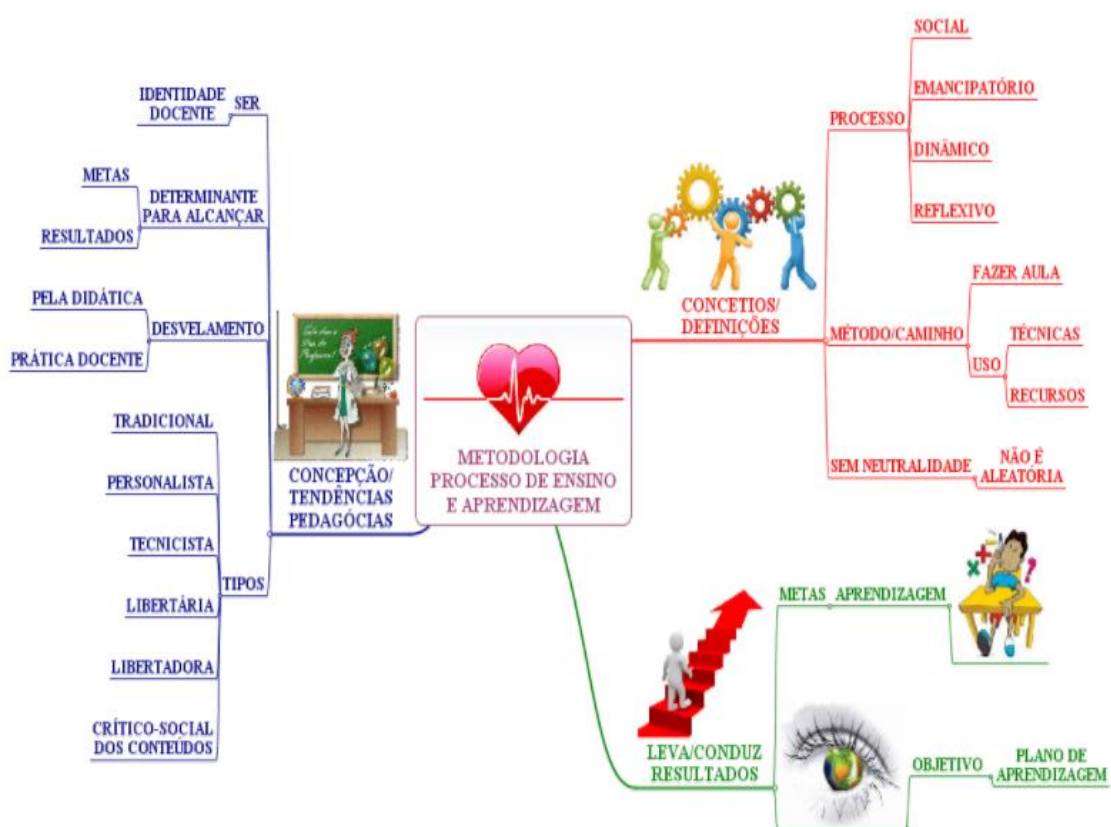 METODOLOGIA
PROCESSO DE ENSINO
E APRENDIZAGEM
CONCETIOS/
DEFINIÇÕES
PROCESSO
SOCIAL
EMANCIPATÓRIO
DINÂMICO
REFLEXIVO
MÉTODO/CAMINHO
FAZER AULA
USO
TÉCNICAS
RECURSOS
SEM NEUTRALIDADE
NÃO É
ALEATÓRIA
LEVA/CONDUZ
RESULTADOS
METAS
APRENDIZAGEM
OBJETIVO
PLANO DE
APRENDIZAGEM
CONCEPÇÃO/
TENDÊNCIAS
PEDAGÓCIAS
SER
IDENTIDADE
DOCENTE
DETERMINANTE
PARA ALCANÇAR
METAS
RESULTADOS
DESVELAMENTO
PELA DIDÁTICA
PRÁTICA DOCENTE
TIPOS
TRADICIONAL
PERSONALISTA
TECNICISTA
LIBERTÁRIA
LIBERTADORA
CRÍTICO-SOCIAL
DOS CONTEÚDOS